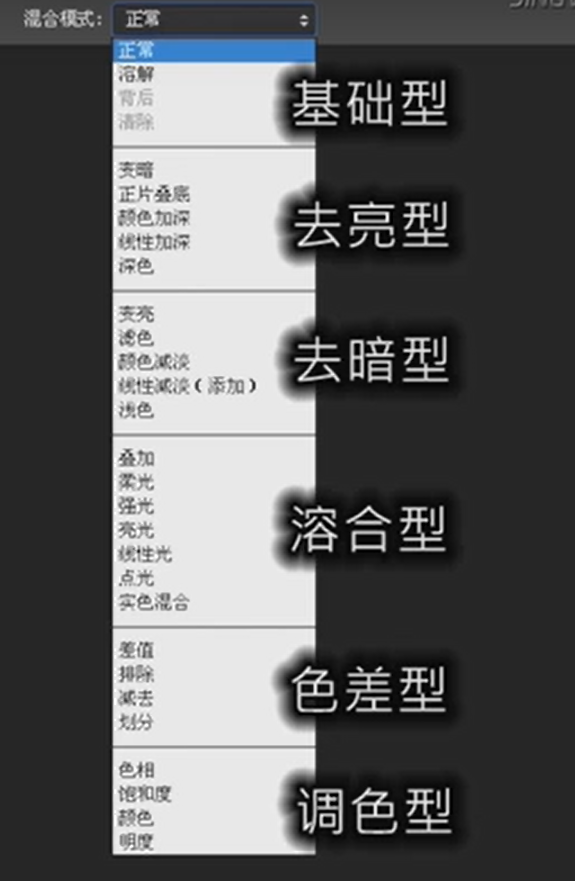 混合模式: 正常
正常
溶解
背后
清除
基础型
变暗
正片叠底
颜色加深
线性加深
深色
去亮型
变亮
滤色
颜色减淡
线性减淡(添加)
浅色
去暗型
叠加
柔光
强光
亮光
线性光
点光
实色混合
溶合型
差值
排除
减去
划分
色差型
色相
饱和度
颜色
明度
调色型